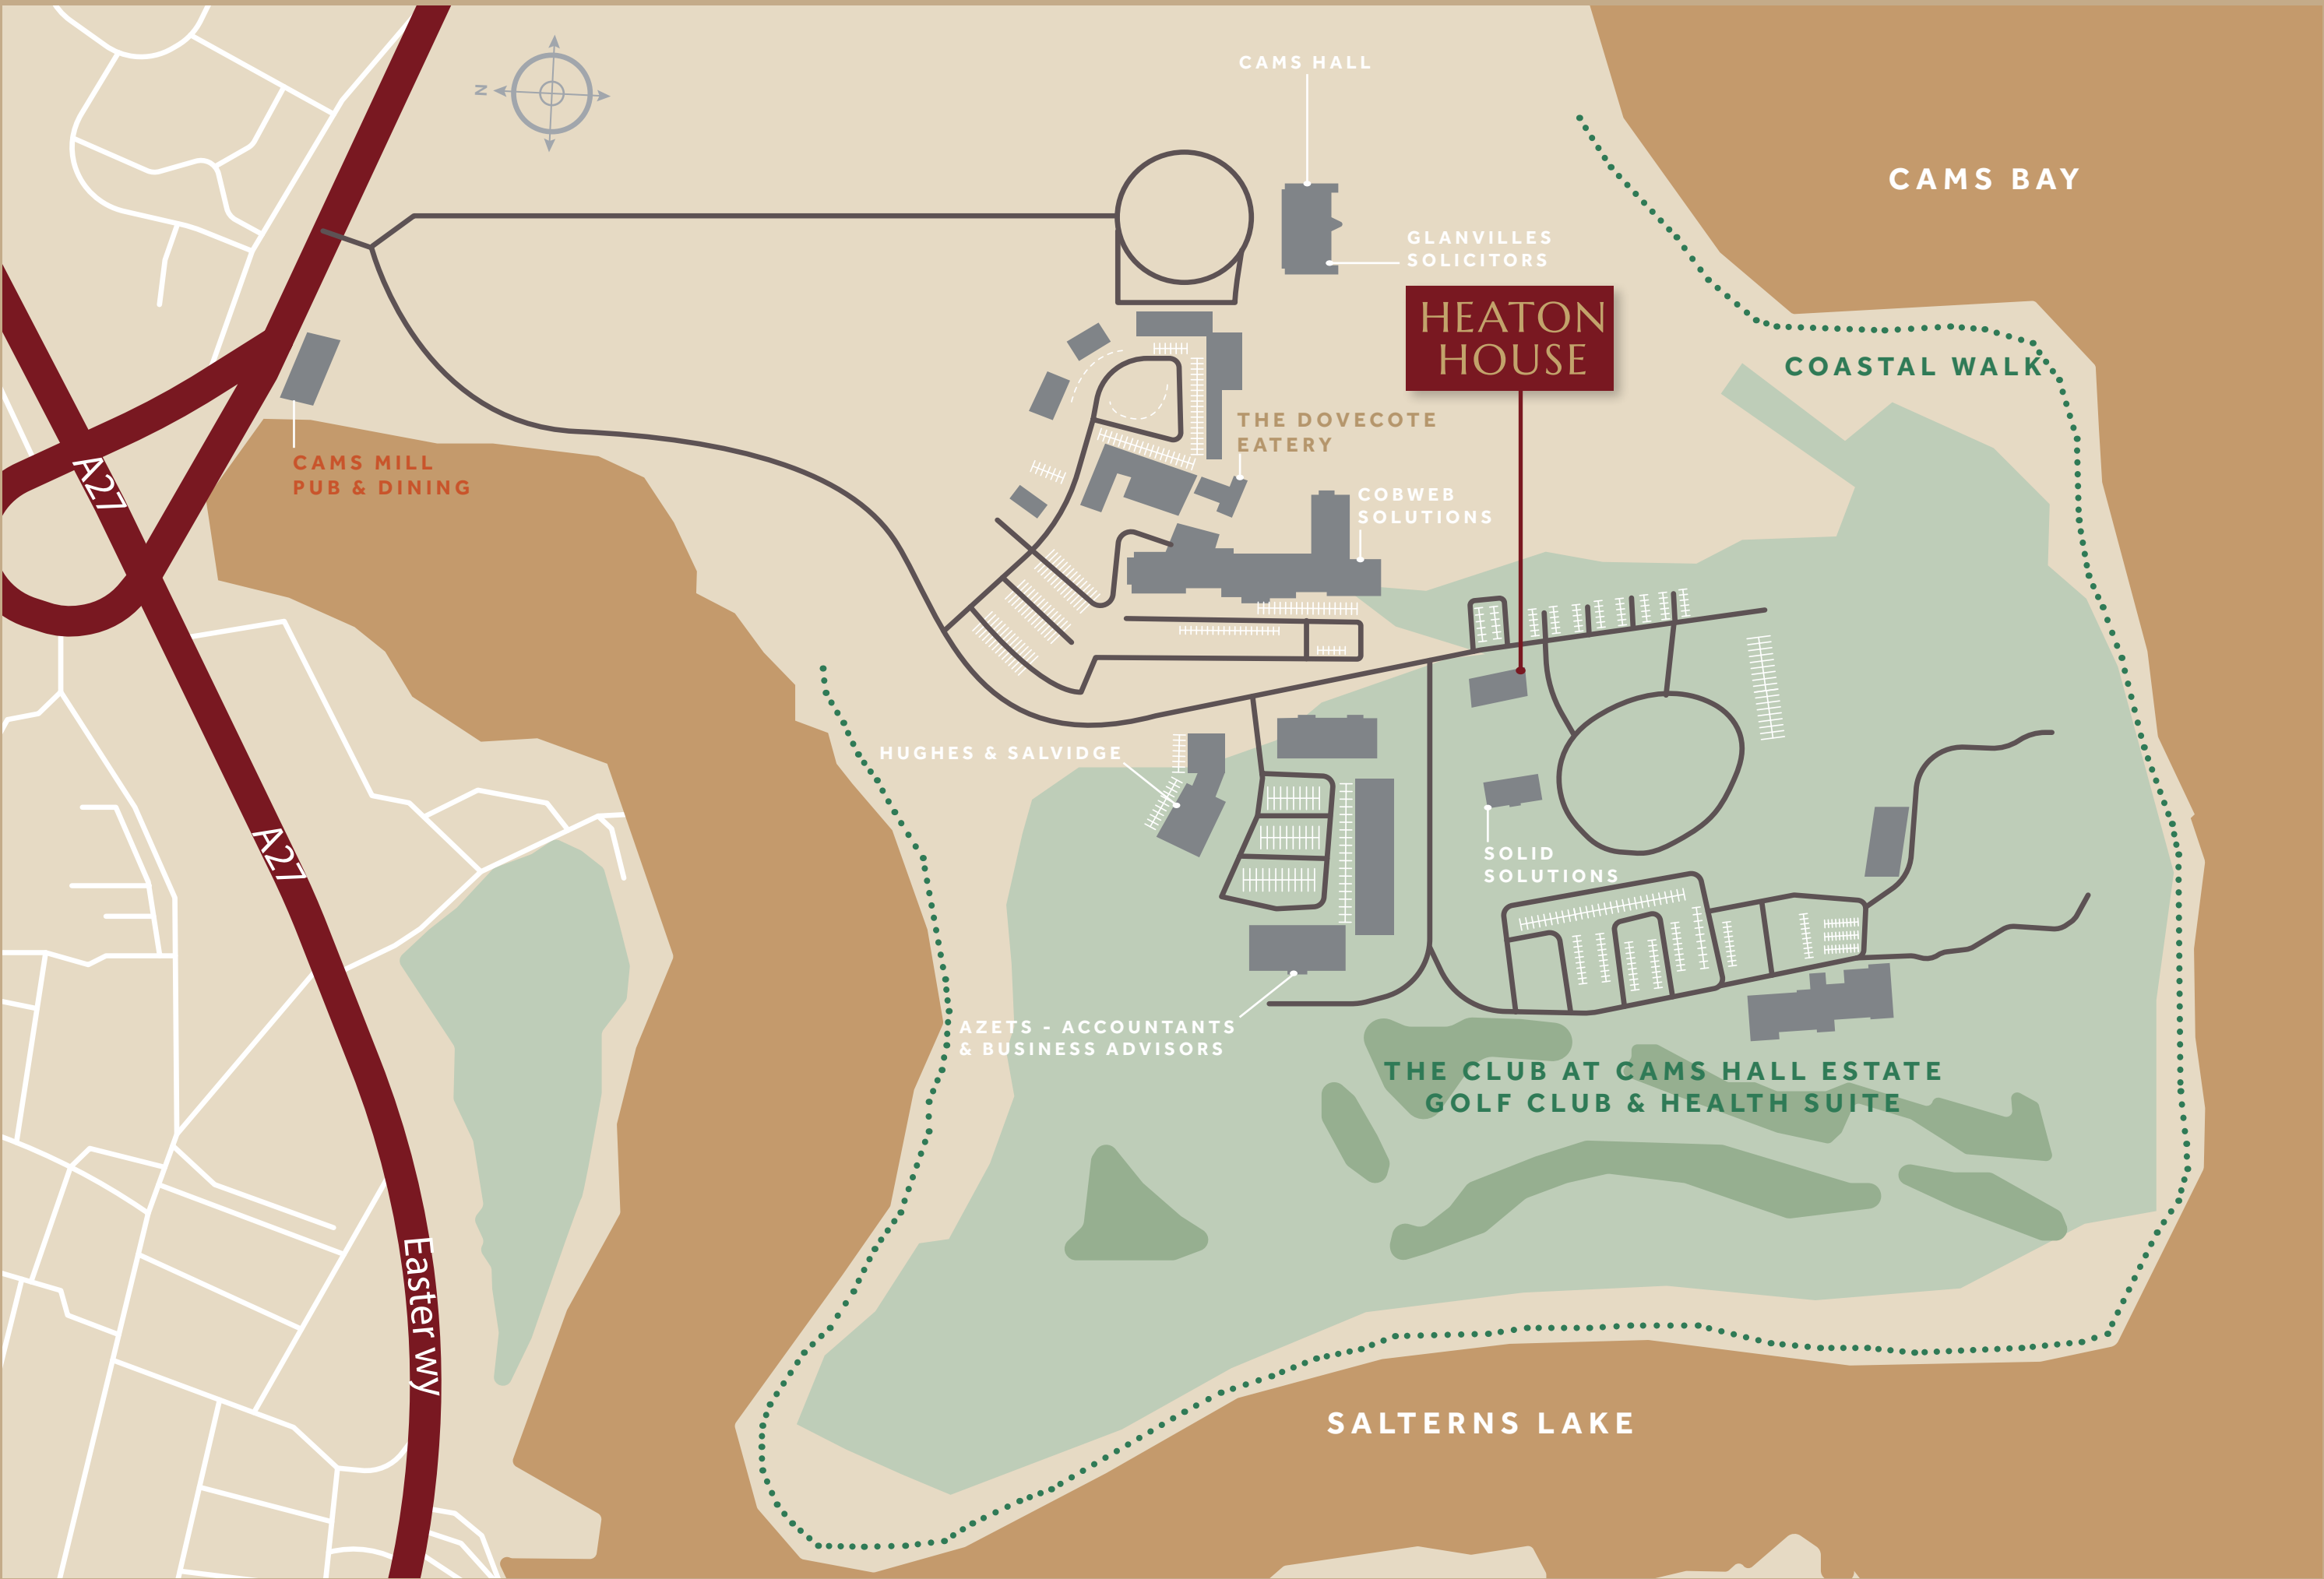 CAMS HALL
N
CAMS BAY
GLANVILLES
SOLICITORS
HEATON
HOUSE
COASTAL WALK
THE DOVECOTE
EATERY
CAMS MILL
PUB & DINING
A27
COBWEB
SOLUTIONS
HUGHES & SALVIDGE
A27
SOLID
SOLUTIONS
AZETS - ACCOUNTANTS
& BUSINESS ADVISORS
THE CLUB AT CAMS HALL ESTATE
GOLF CLUB & HEALTH SUITE
Easter wy
SALTERNS LAKE